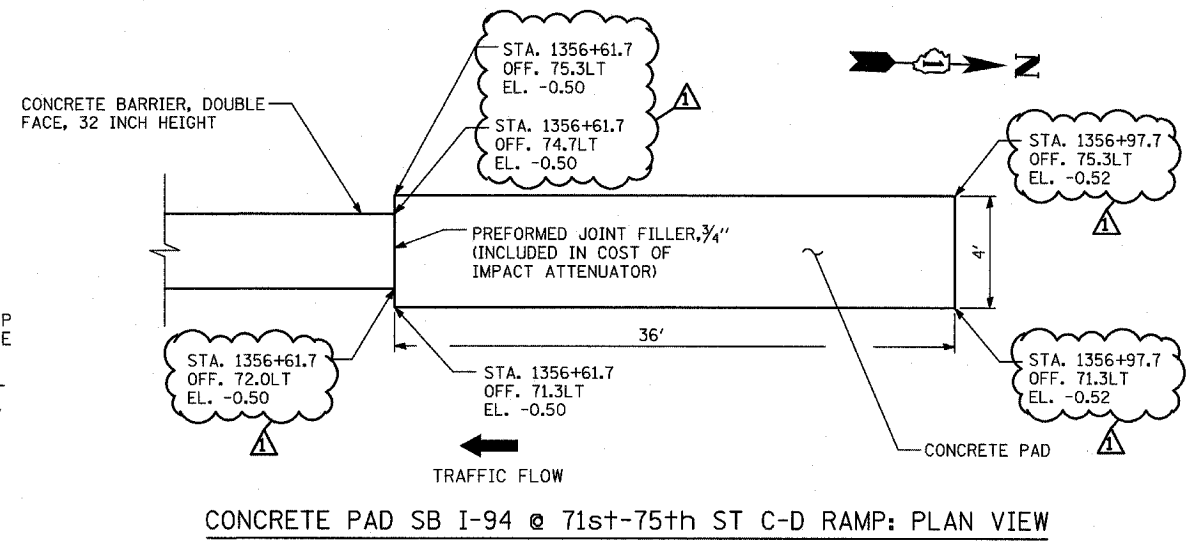 STA. 1356+61.7
OFF. 75.3LT
EL. -0.50
STA. 1356+61.7
OFF. 74.7LT
EL. -0.50
1
1
N
CONCRETE BARRIER, DOUBLE
FACE, 32 INCH HEIGHT
STA. 1356+97.7
OFF. 75.3LT
EL. -0.52
1
PREFORMED JOINT FILLER,3/4"
(INCLUDED IN COST OF
IMPACT ATTENUATOR)
4'
36'
P
E
STA. 1356+61.7
OFF. 72.0LT
EL. -0.50
1
STA. 1356+61.7
OFF. 71.3LT
EL. -0.50
STA. 1356+97.7
OFF. 71.3LT
EL. -0.52
1
CONCRETE PAD
TRAFFIC FLOW
CONCRETE PAD SB I-94 @ 71st-75th ST C-D RAMP: PLAN VIEW